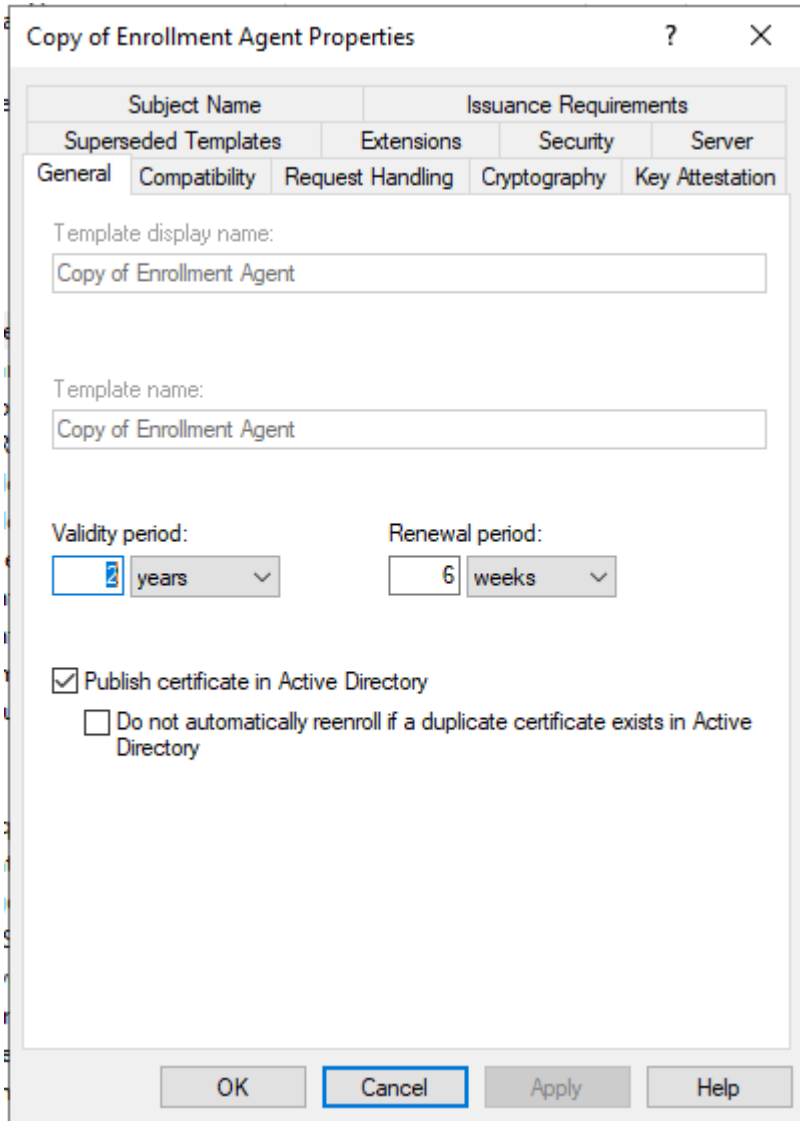 Copy of Enrollment Agent Properties ?
Subject Name Issuance Requirements
Superseded Templates Extensions Security Server
General Compatibility Request Handling Cryptography Key Attestation
Template display name:
Copy of Enrollment Agent
Template name:
Copy of Enrollment Agent
Validity period: Renewal period:
2 years 6 weeks
Publish certificate in Active Directory
Do not automatically reenroll if a duplicate certificate exists in Active
Directory
OK Cancel Apply Help